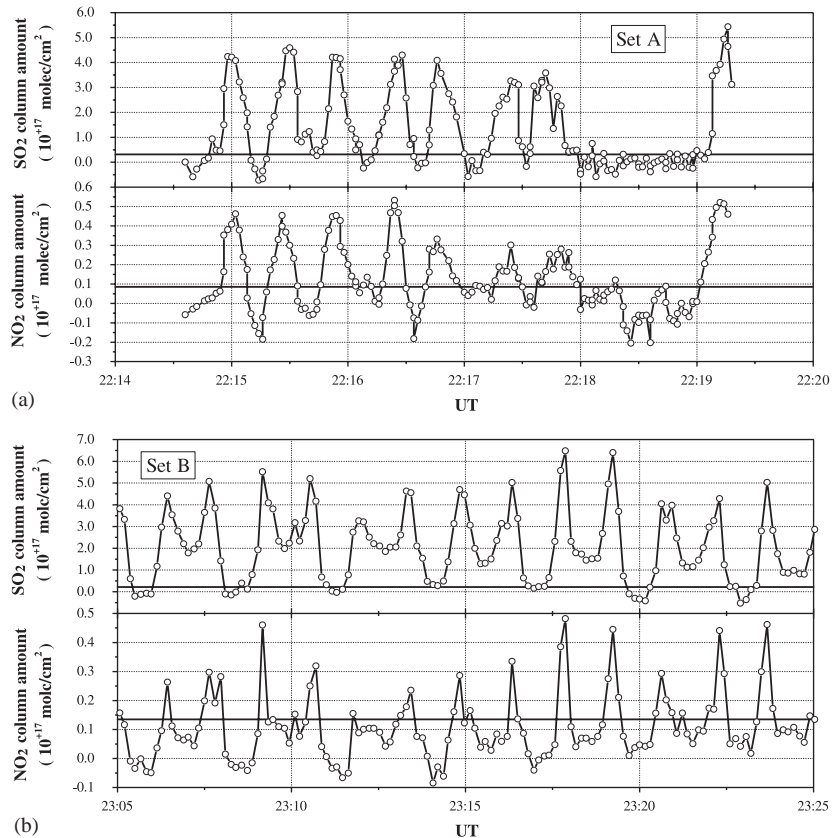 6.0
5.0
4.0
3.0
2.0
1.0
0.0
SO2 column amount
( 10+17 molec/cm2)
Set A
0.6
0.5
0.4
0.3
0.2
0.1
0.0
-0.1
-0.2
-0.3
NO2 column amount
( 10+17 molec/cm2)
22:14 22:15 22:16 22:17 22:18 22:19 22:20
(a)
UT
7.0
6.0
5.0
4.0
3.0
2.0
1.0
0.0
SO2 column amount
( 10+17 molc/cm2)
Set B
0.5
0.4
0.3
0.2
0.1
0.0
-0.1
NO2 column amount
( 10+17 molc/cm2)
23:05 23:10 23:15 23:20 23:25
(b)
UT